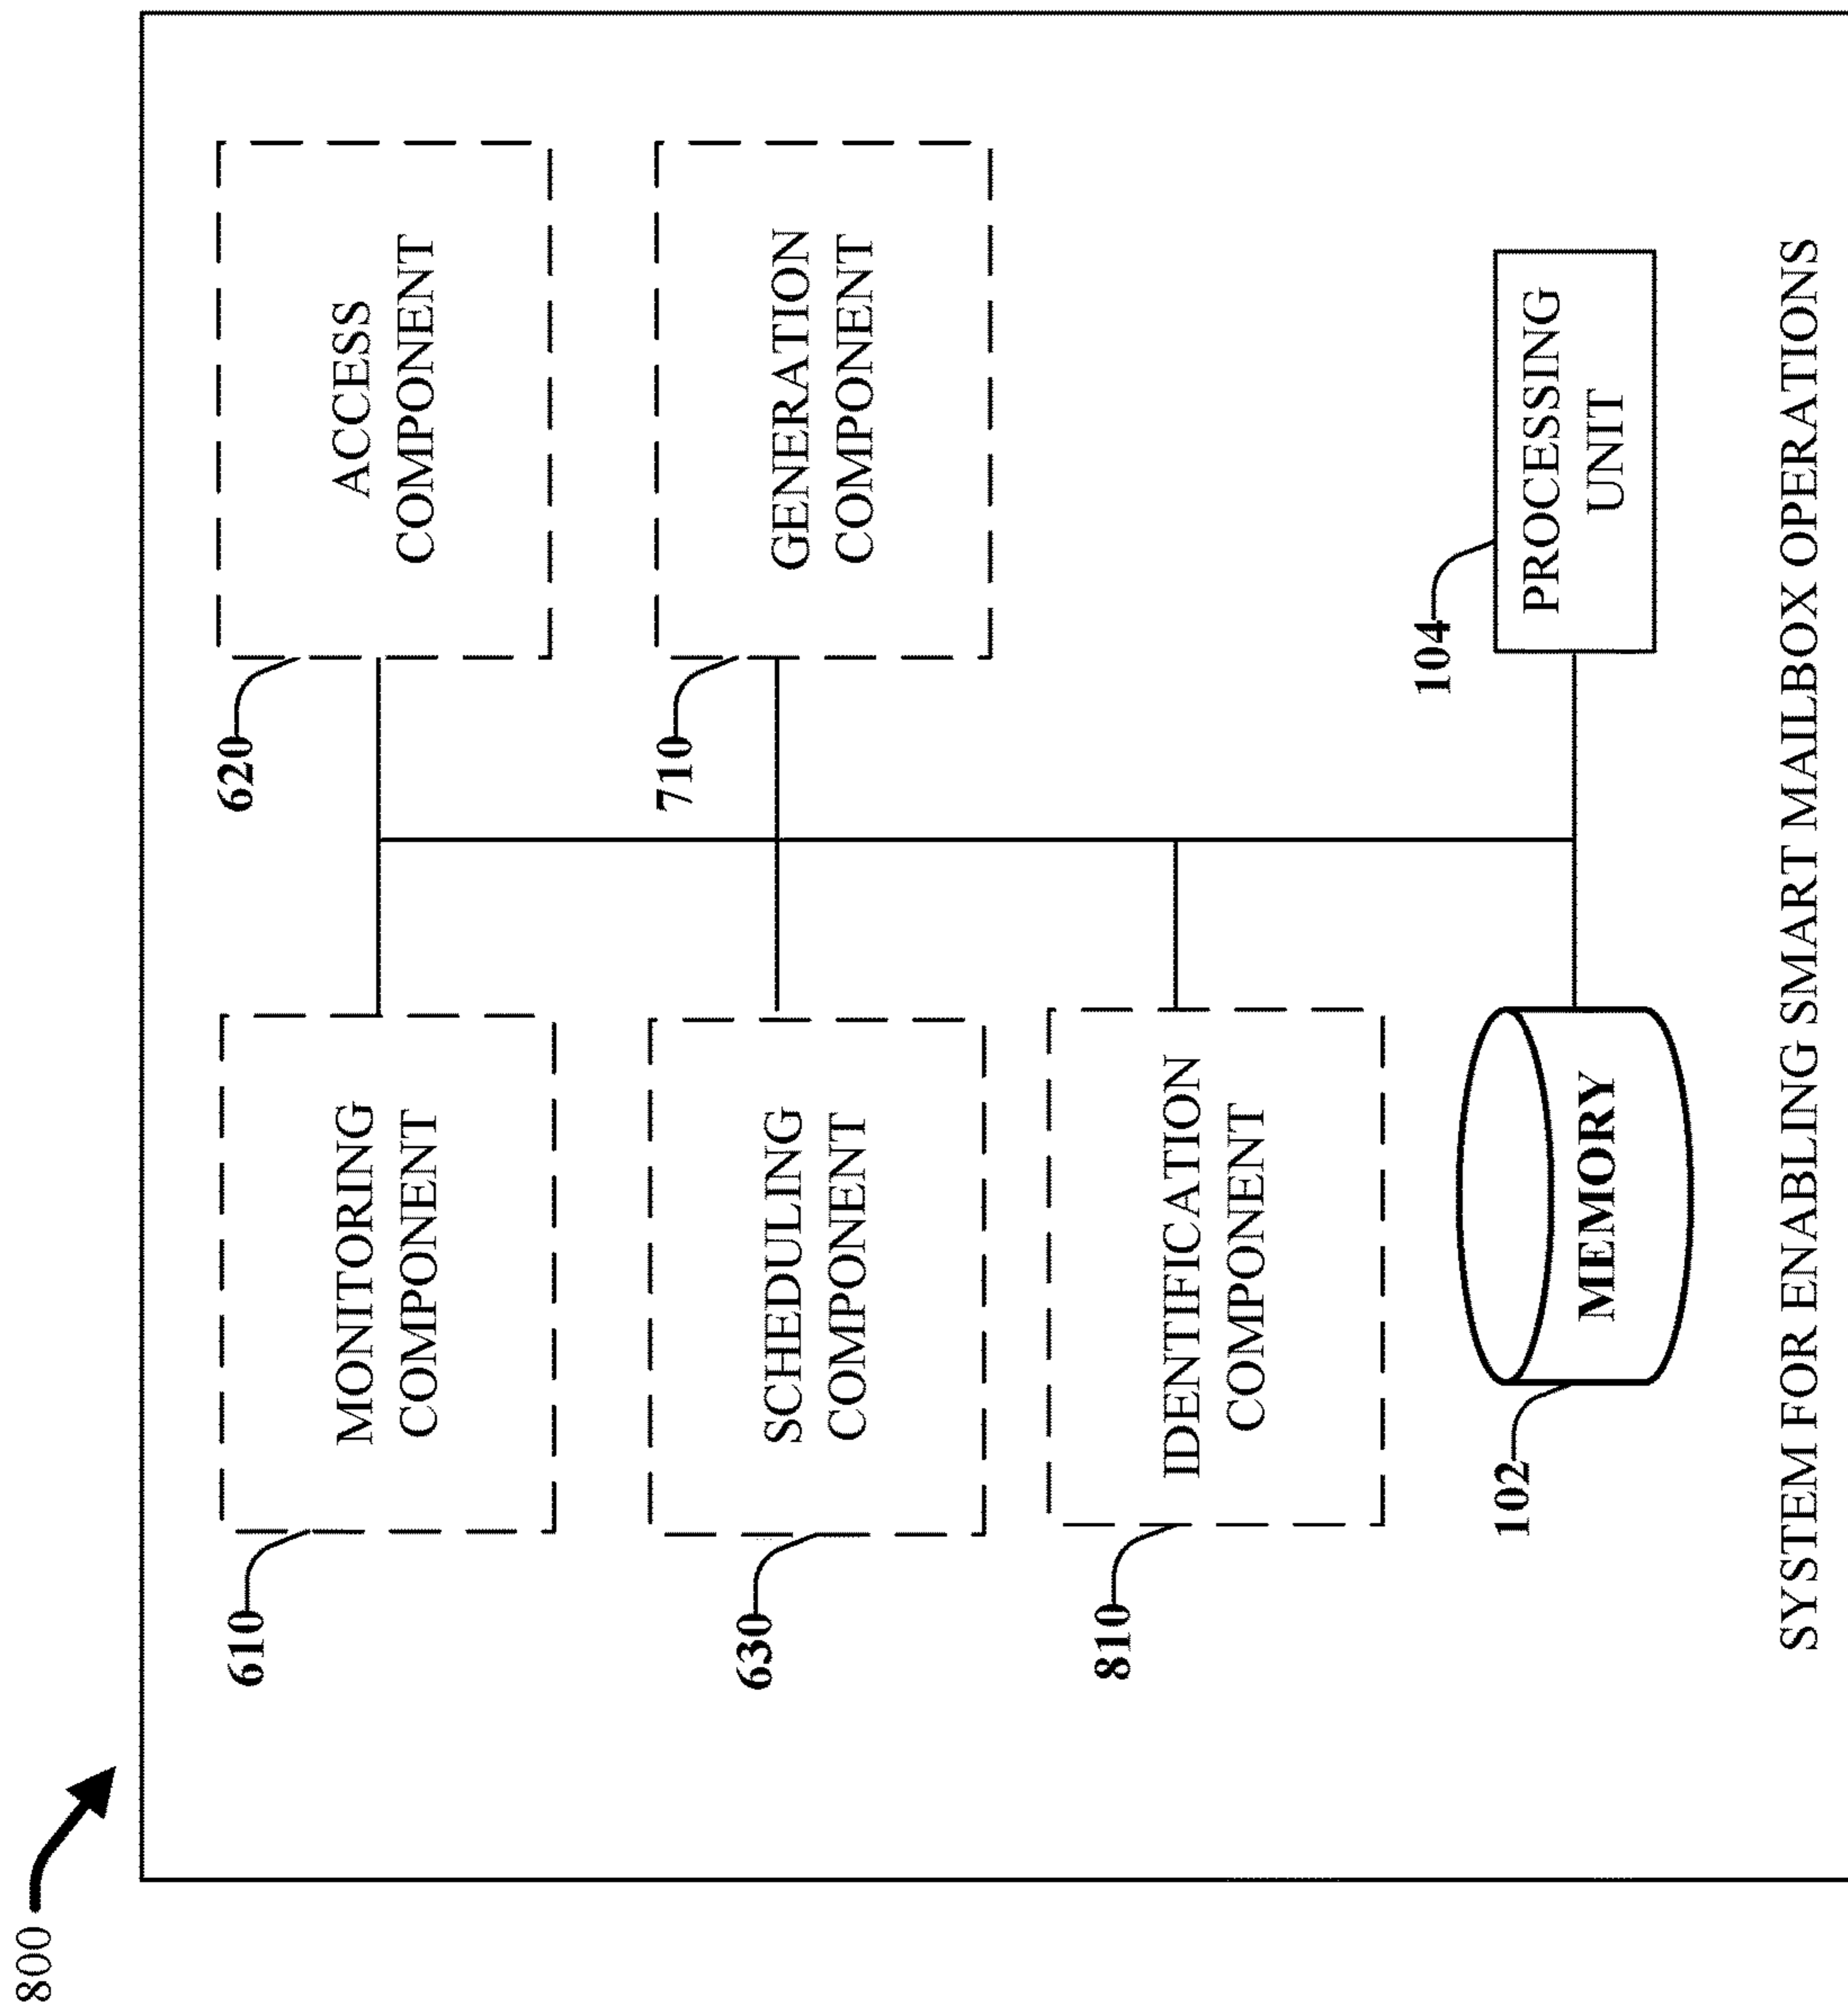 800
610
MONITORING
COMPONENT
620
ACCESS
COMPONENT
630
SCHEDULING
COMPONENT
710
GENERATION
COMPONENT
810
IDENTIFICATION
COMPONENT
102
MEMORY
104
PROCESSING
UNIT
SYSTEM FOR ENABLING SMART MAILBOX OPERATIONS